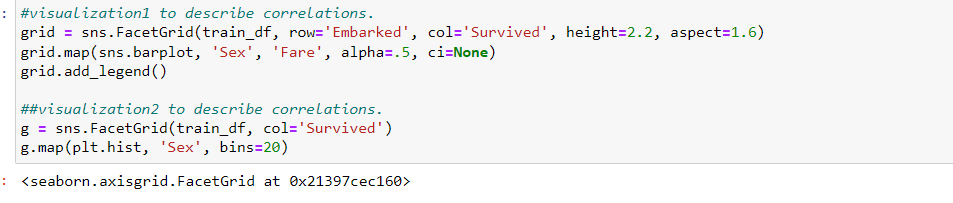 : #visualization1 to describe correlations.
grid = sns.FacetGrid(train_df, row='Embarked', col='Survived', height=2.2, aspect=1.6)
grid.map(sns.barplot, 'Sex', 'Fare', alpha=.5, ci=None)
grid.add_legend()
##visualization2 to describe correlations.
g = sns.FacetGrid(train_df, col='Survived')
g.map(plt.hist, 'Sex', bins=20)
: <seaborn.axisgrid.FacetGrid at 0x21397cec160>